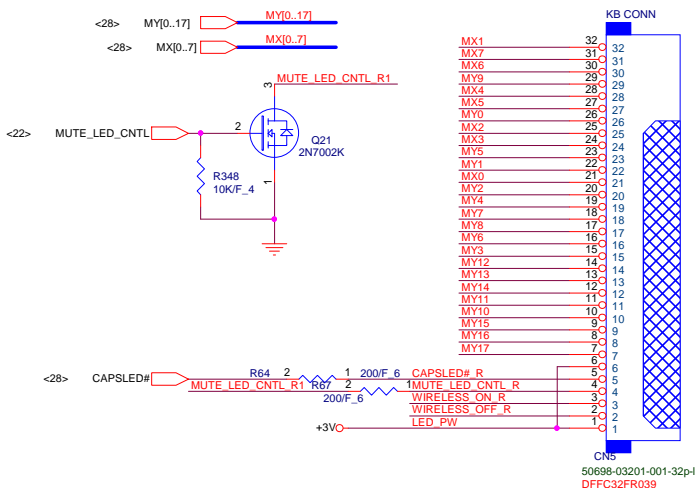 KB CONN
<28> MY[0..17] MY[0..17]
<28> MX[0..7] MX[0..7]
3 MUTE_LED_CNTL_R1
<22> MUTE_LED_CNTL 2
Q21
2N7002K
1
R348
10K/F_4
MX1 32 32
MX7 31 31
MX6 30 30
MY9 29 29
MX4 28 28
MX5 27 27
MY0 26 26
MX2 25 25
MX3 24 24
MY5 23 23
MY1 22 22
MX0 21 21
MY2 20 20
MY4 19 19
MY7 18 18
MY8 17 17
MY6 16 16
MY3 15 15
MY12 14 14
MY13 13 13
MY14 12 12
MY11 11 11
MY10 10 10
MY15 9 9
MY16 8 8
MY17 7 7
6 6
<28> CAPSLED# R64 2 1 200/F_6 CAPSLED#_R 5 5
MUTE_LED_CNTL_R1 R67 2 1 MUTE_LED_CNTL_R 4 4
200/F_6
WIRELESS_ON_R 3 3
WIRELESS_OFF_R 2 2
+3V LED_PW 1 1
CN5
50698-03201-001-32p-l
DFFC32FR039